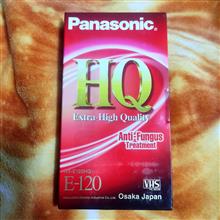 Panasonic
HQ
Extra High Quality
Anti-Fungus
Treatment
E-120
VHS
Osaka Japan